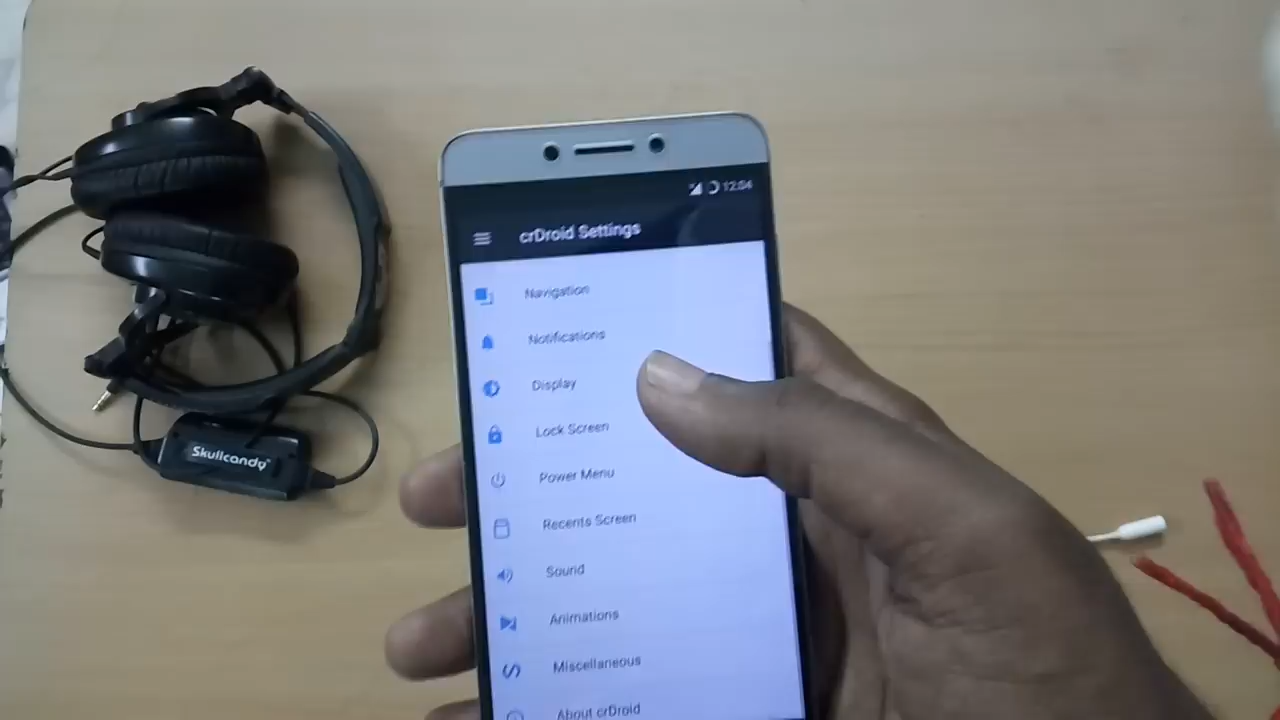 12:04
crDroid Settings
Navigation
Notifications
Display
Lock Screen
Power Menu
Recents Screen
Sound
Animations
Miscellaneous
About crDroid
Skullcandy